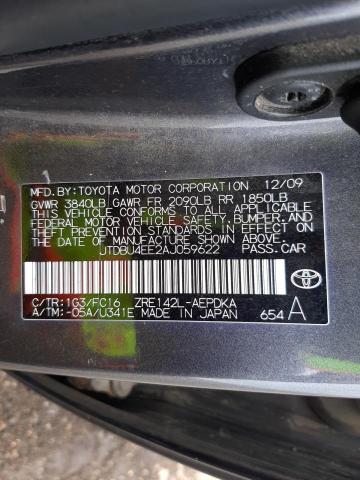 MFD.BY:TOYOTA MOTOR CORPORATION 12/09
GVWR 3840LB GAWR FR 2090LB RR 1850LB
THIS VEHICLE CONFORMS TO ALL APPLICABLE
FEDERAL MOTOR VEHICLE SAFETY,BUMPER,AND
THEFT PREVENTION STANDARDS IN EFFECT ON
THE DATE OF MANUFACTURE SHOWN ABOVE.
JTDBU4EE2AJ059622 PASS.CAR
C/TR:1G3/FC16 ZRE142L-AEPDKA
A/TM:-05A/U341E MADE IN JAPAN 654 A